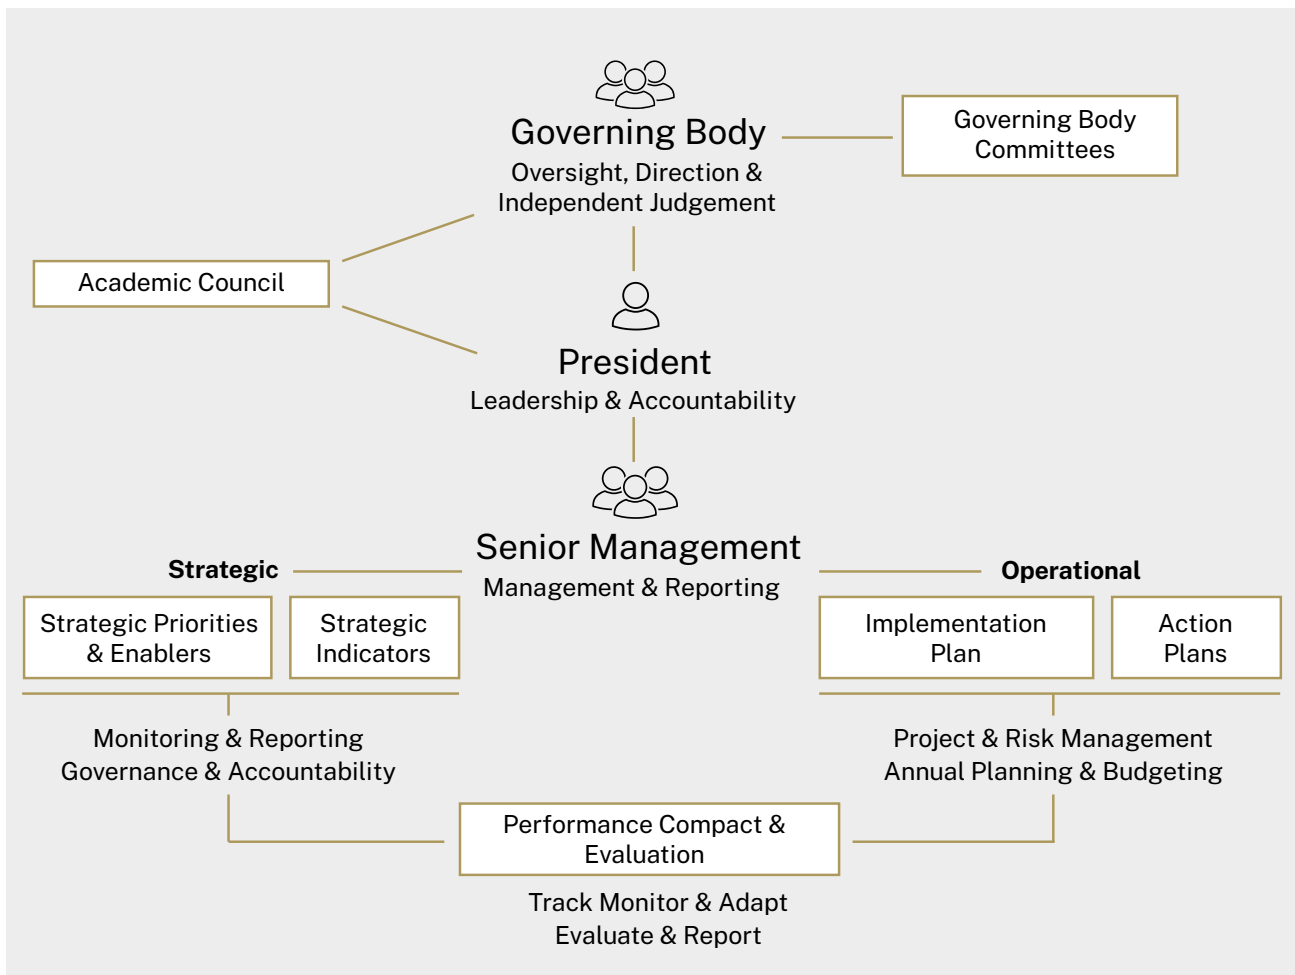 Governing Body
Oversight, Direction &
Independent Judgement
Governing Body
Committees
Academic Council
President
Leadership & Accountability
Senior Management
Management & Reporting
Strategic
Strategic Priorities
& Enablers
Strategic
Indicators
Operational
Implementation
Plan
Action
Plans
Monitoring & Reporting
Governance & Accountability
Project & Risk Management
Annual Planning & Budgeting
Performance Compact &
Evaluation
Track Monitor & Adapt
Evaluate & Report